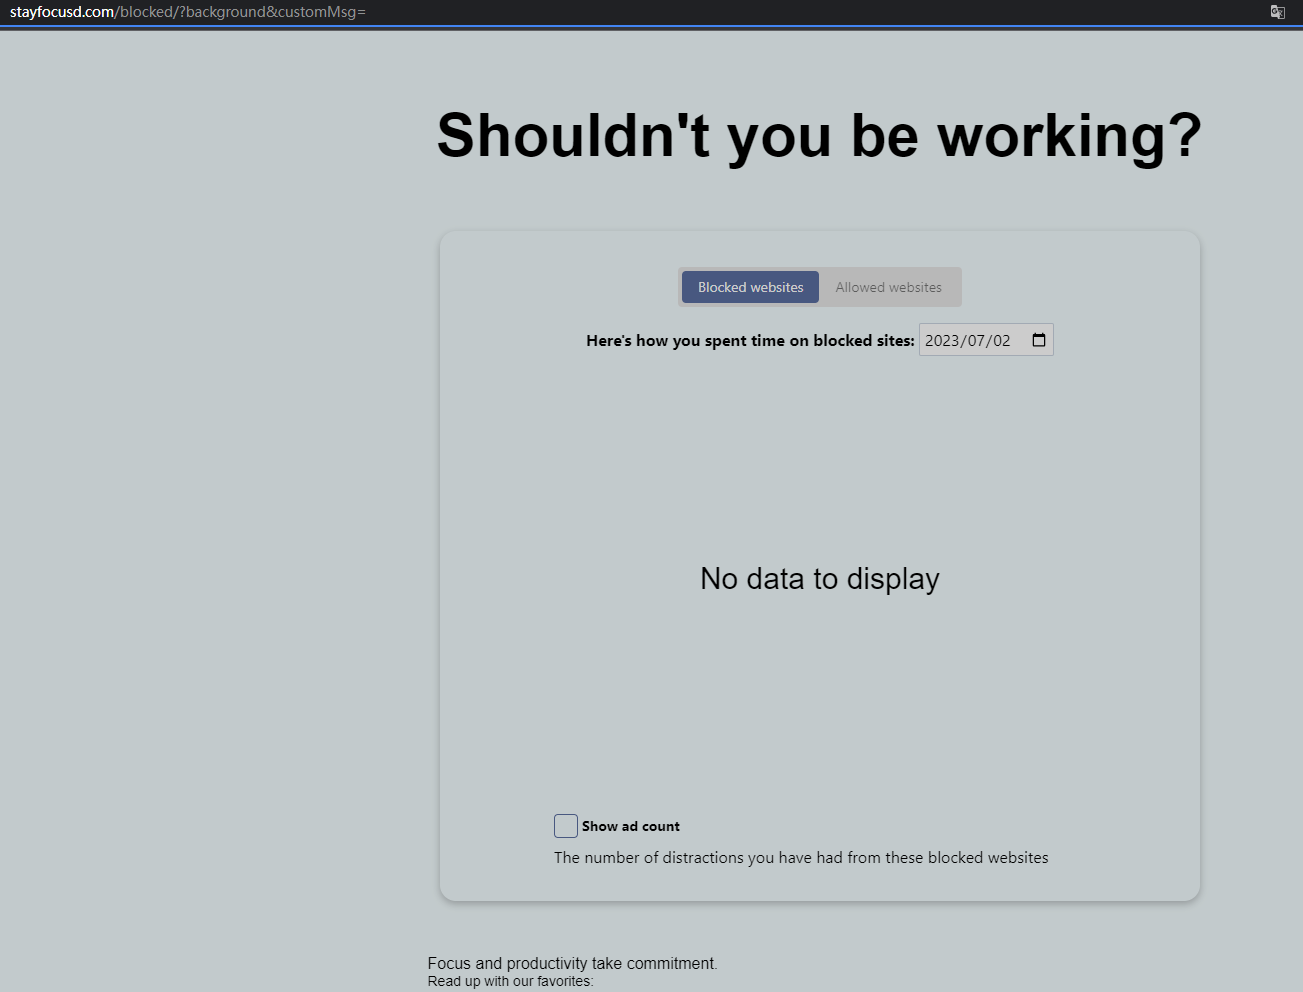 stayfocusd.com/blocked/?background&customMsg=
Shouldn't you be working?
Blocked websites Allowed websites
Here's how you spent time on blocked sites: 2023/07/02
No data to display
Show ad count
The number of distractions you have had from these blocked websites
Focus and productivity take commitment.
Read up with our favorites: